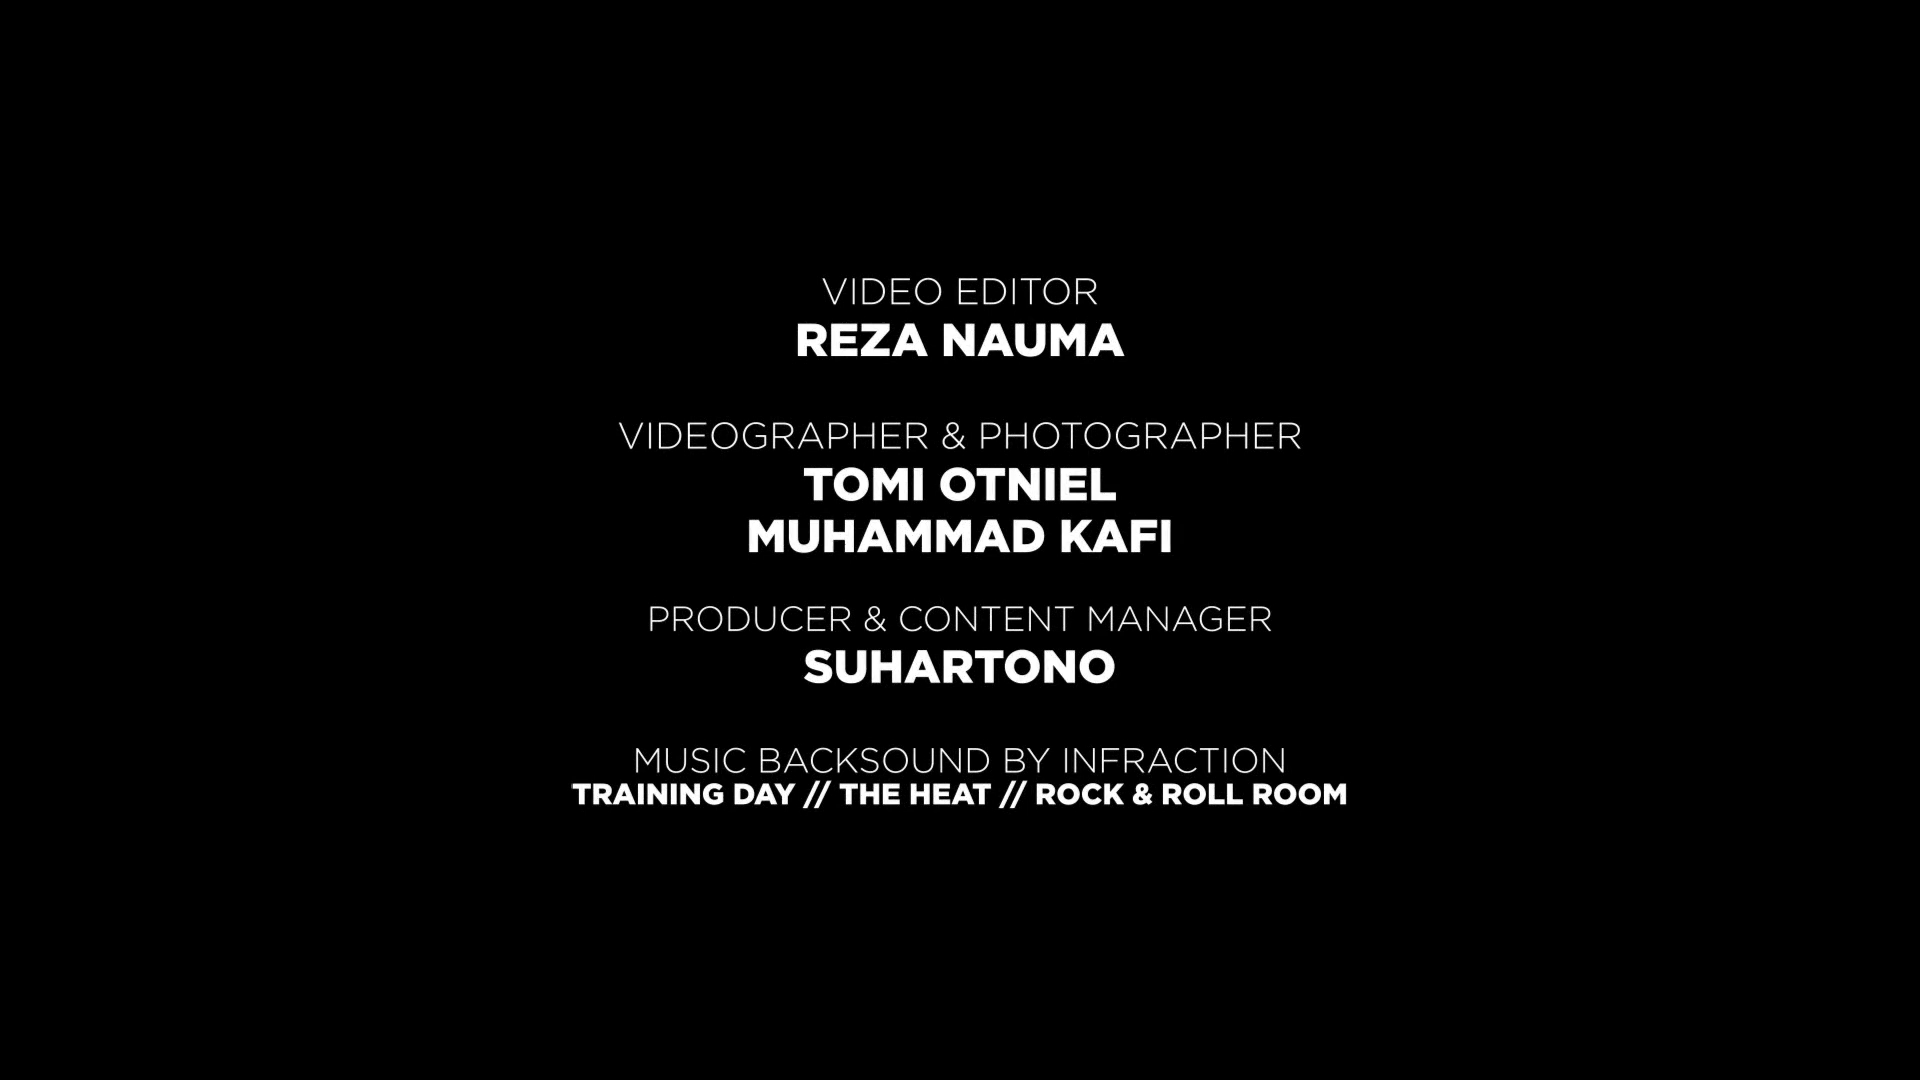 VIDEO EDITOR
REZA NAUMA
VIDEOGRAPHER & PHOTOGRAPHER
TOMI OTNIEL
MUHAMMAD KAFI
PRODUCER & CONTENT MANAGER
SUHARTONO
MUSIC BACKSOUND BY INFRACTION
TRAINING DAY // THE HEAT // ROCK & ROLL ROOM